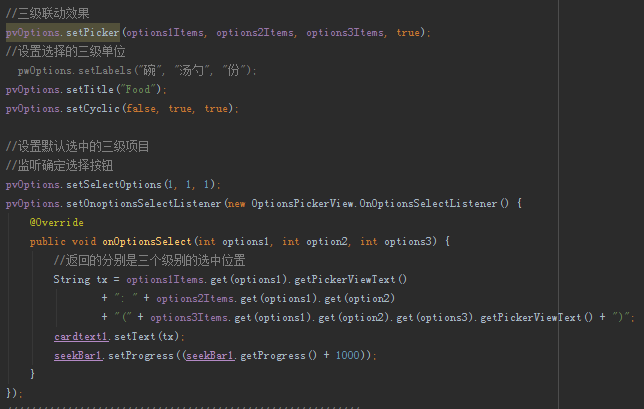 //三级联动效果
pvOptions.setPicker(options1Items, options2Items, options3Items, true);
//设置选择的三级单位
pwOptions.setLabels("碗", "汤勺", "份");
pvOptions.setTitle("Food");
pvOptions.setCyclic(false, true, true);
//设置默认选中的三级项目
//监听确定选择按钮
pvOptions.setSelectOptions(1, 1, 1);
pvOptions.setOnoptionsSelectListener(new OptionsPickerView.OnOptionsSelectListener() {
@Override
public void onOptionsSelect(int options1, int option2, int options3) {
//返回的分别是三个级别的选中位置
String tx = options1Items.get(options1).getPickerViewText()
+ ": " + options2Items.get(options1).get(option2)
+ "(" + options3Items.get(options1).get(option2).get(options3).getPickerViewText() + ")";
cardtext1.setText(tx);
seekBar1.setProgress((seekBar1.getProgress() + 1000));
}
});